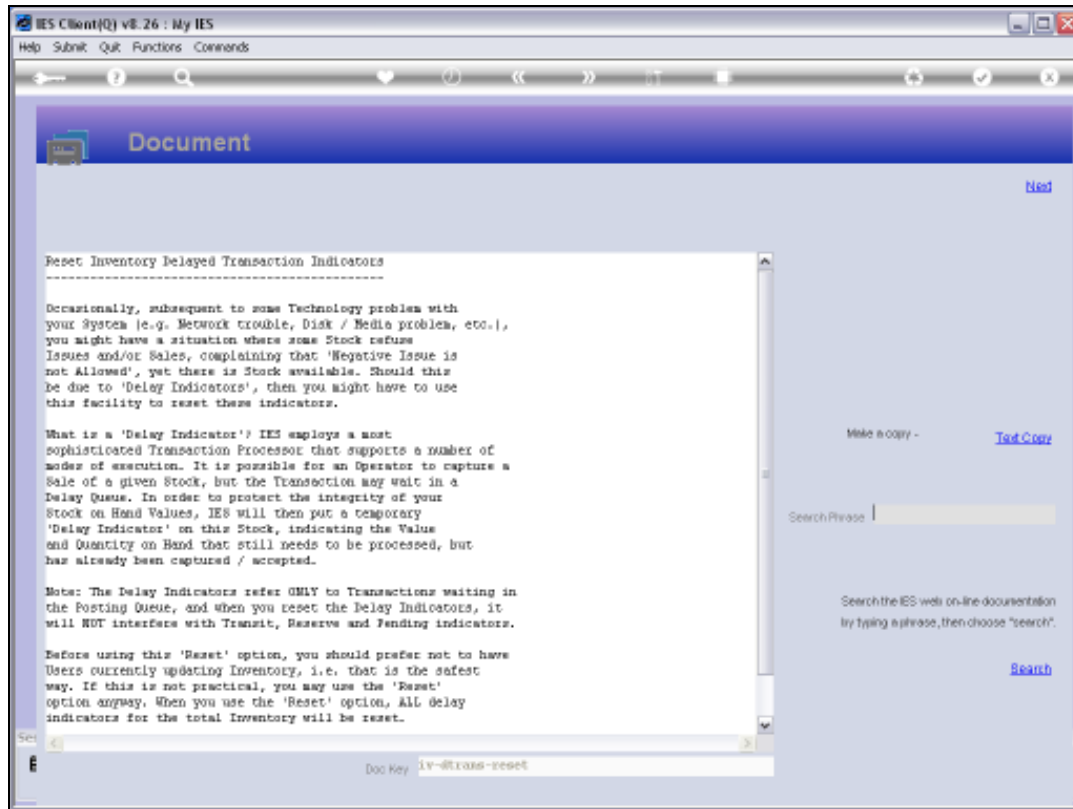 IES Client(Q) v8.26 : My IES
Help Submit Quit Functions Commands
Document
Next
Reset Inventory Delayed Transaction Indicators
----------------------------------------------
Occasionally, subsequent to some Technology problem with
your System (e.g. Network trouble, Disk / Media problem, etc.),
you might have a situation where some Stock refuse
Issues and/or Sales, complaining that 'Negative Issue is
not Allowed', yet there is Stock available. Should this
be due to 'Delay Indicators', then you might have to use
this facility to reset these indicators.
What is a 'Delay Indicator'? IES employs a most
sophisticated Transaction Processor that supports a number of
modes of execution. It is possible for an Operator to capture a
Sale of a given Stock, but the Transaction may wait in a
Delay Queue. In order to protect the integrity of your
Stock on Hand Values, IES will then put a temporary
'Delay Indicator' on this Stock, indicating the Value
and Quantity on Hand that still needs to be processed, but
has already been captured / accepted.
Note: The Delay Indicators refer ONLY to Transactions waiting in
the Posting Queue, and when you reset the Delay Indicators, it
will NOT interfere with Transit, Reserve and Pending indicators.
Before using this 'Reset' option, you should prefer not to have
Users currently updating Inventory, i.e. that is the safest
way. If this is not practical, you may use the 'Reset'
option anyway. When you use the 'Reset' option, ALL delay
indicators for the total Inventory will be reset.
Make a copy -
Text Copy
Search Phrase
Search the IES web on-line documentation
by typing a phrase, then choose "search".
Search
Ser
Doc Key iv-dtrans-reset